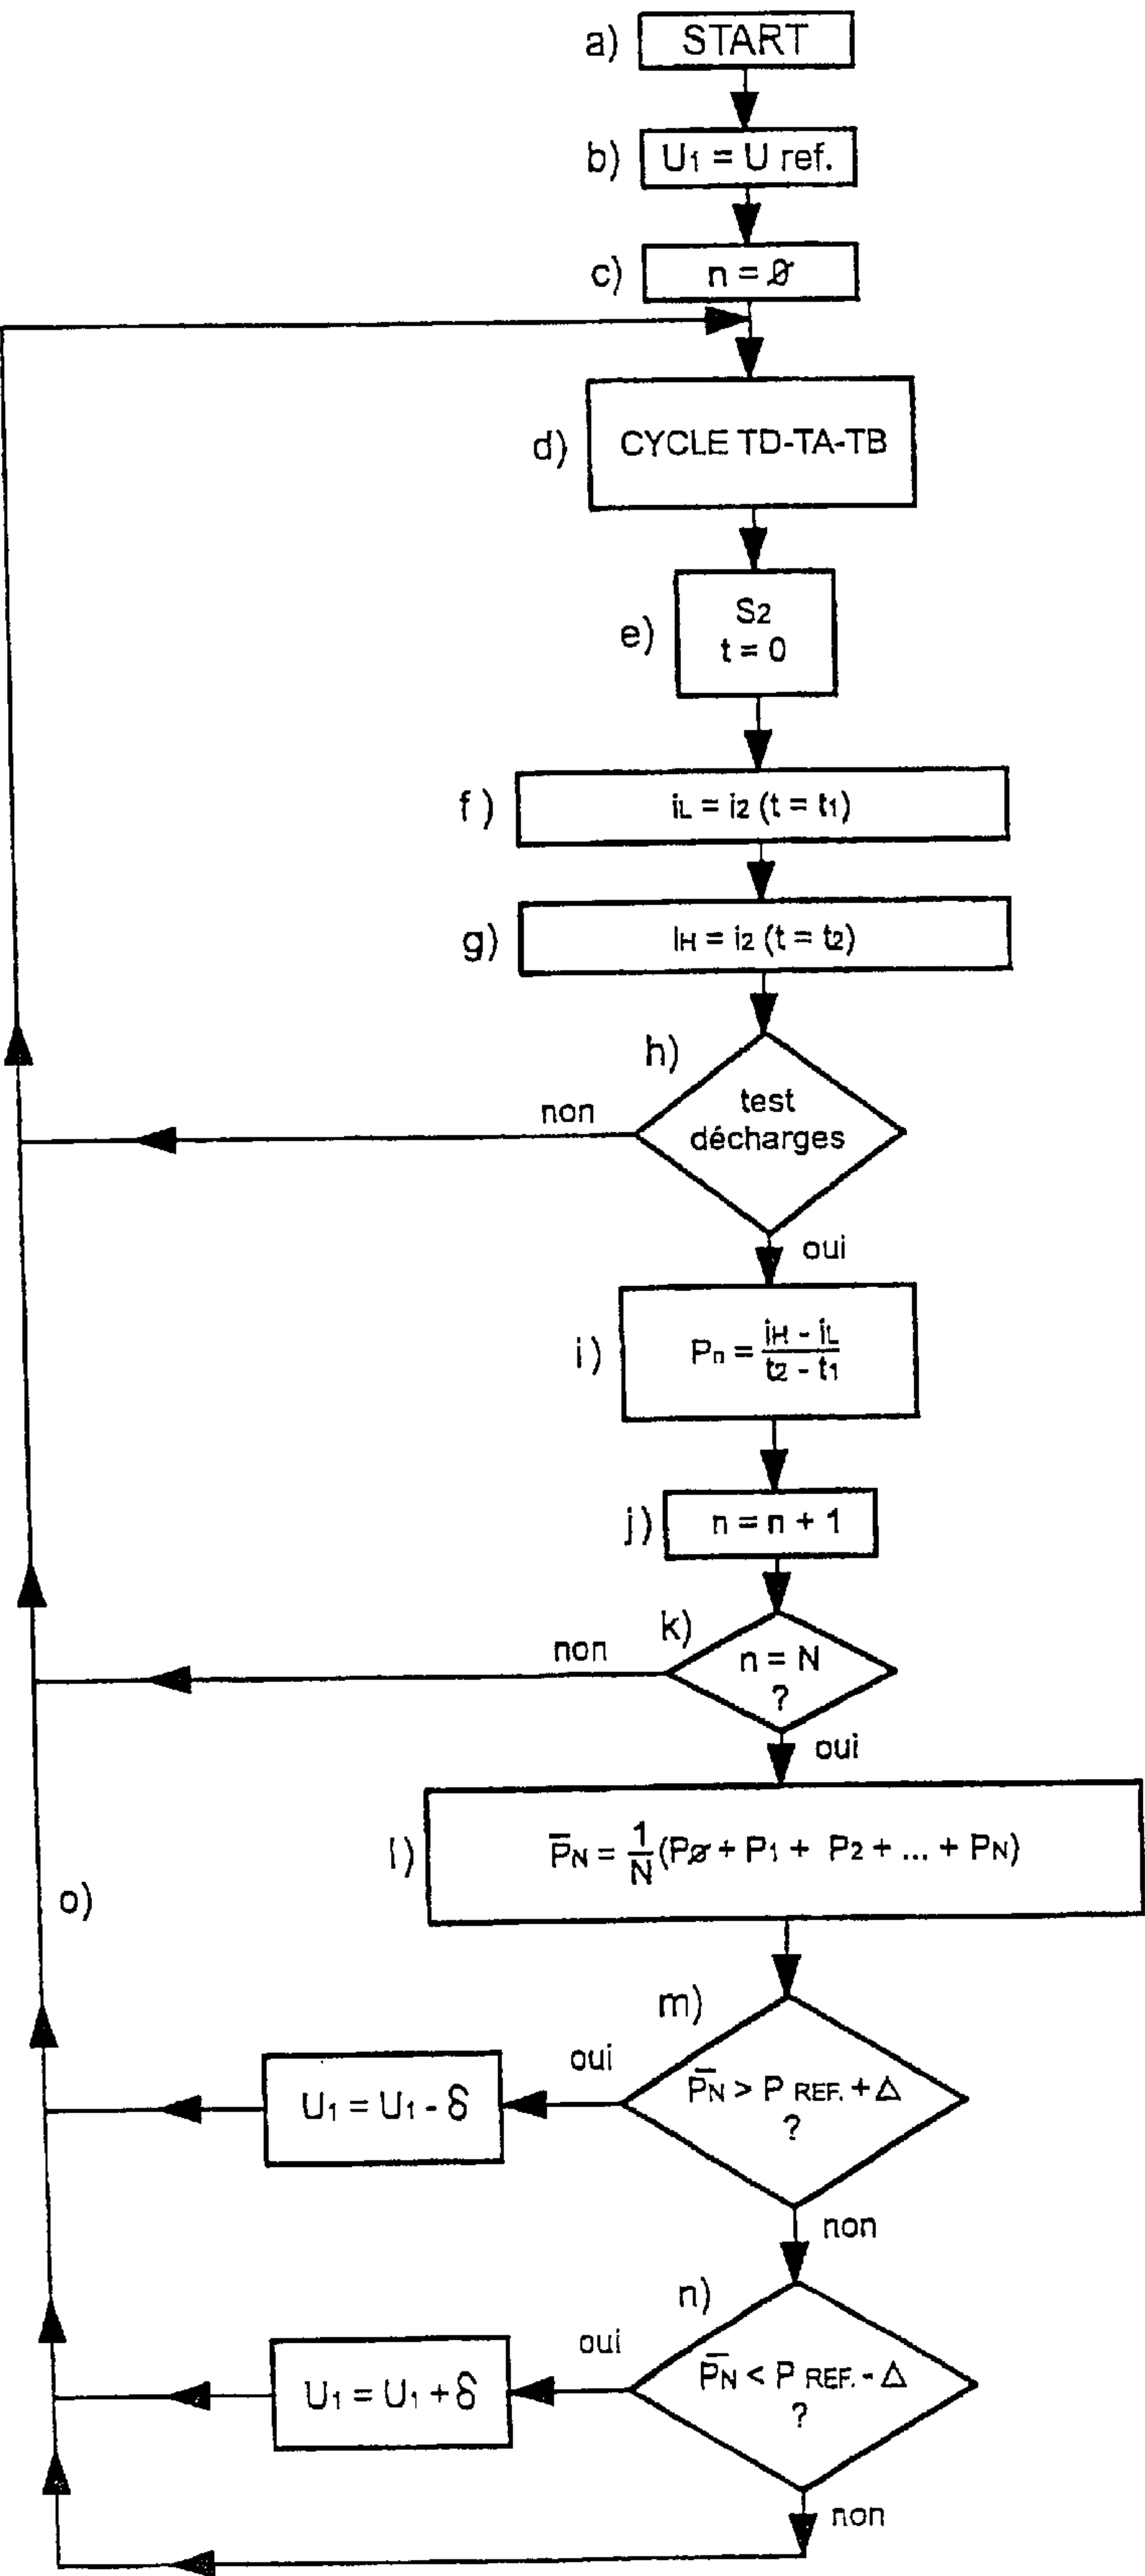 a) START
b) U1 = U ref.
c) n = 0
d) CYCLE TD-TA-TB
e) S2
t = 0
f) iL = i2 (t = t1)
g) IH = i2 (t = t2)
h) test
décharges
non
oui
i) Pn = iH - iL / t2 - t1
j) n = n + 1
k) n = N
?
non
oui
l) P̅N = 1/N (Pø + P1 + P2 + ... + PN)
o)
m) P̅N > P REF. + Δ
?
oui
U1 = U1 - δ
non
n) P̅N < P REF. - Δ
?
oui
U1 = U1 + δ
non